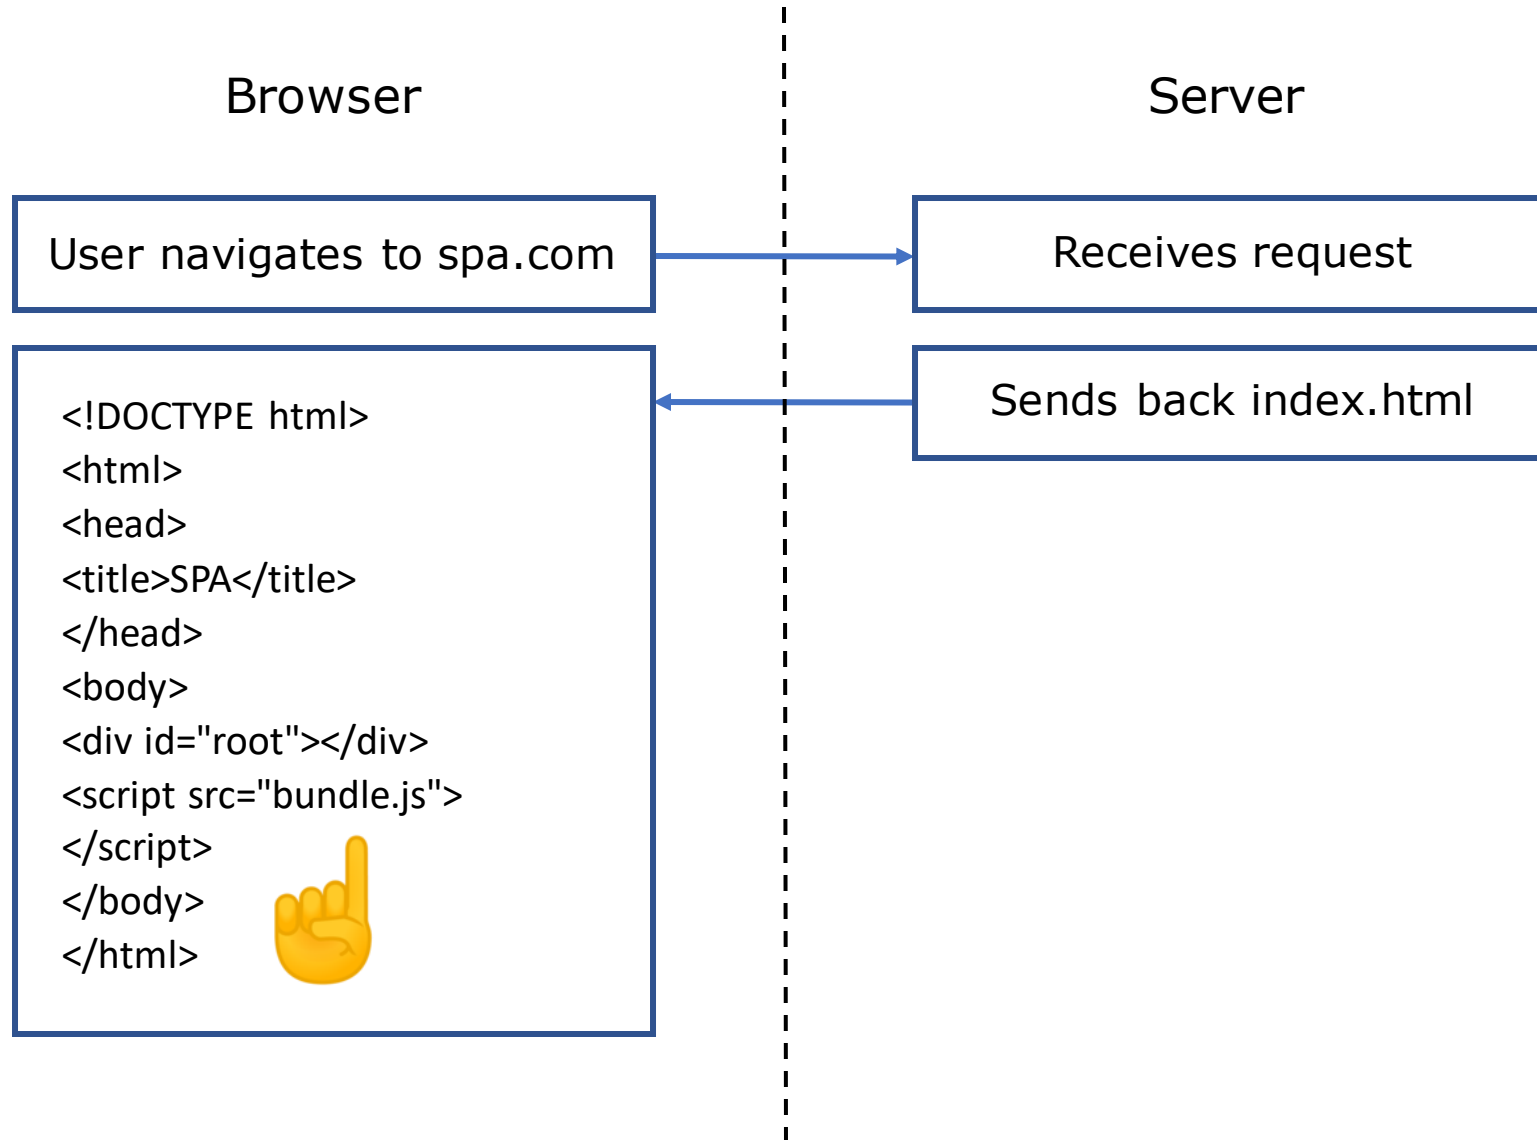 Browser
Server
User navigates to spa.com
Receives request
Sends back index.html
<!DOCTYPE html>
<html>
<head>
<title>SPA</title>
</head>
<body>
<div id="root"></div>
<script src="bundle.js">
</script>
</body>
</html>